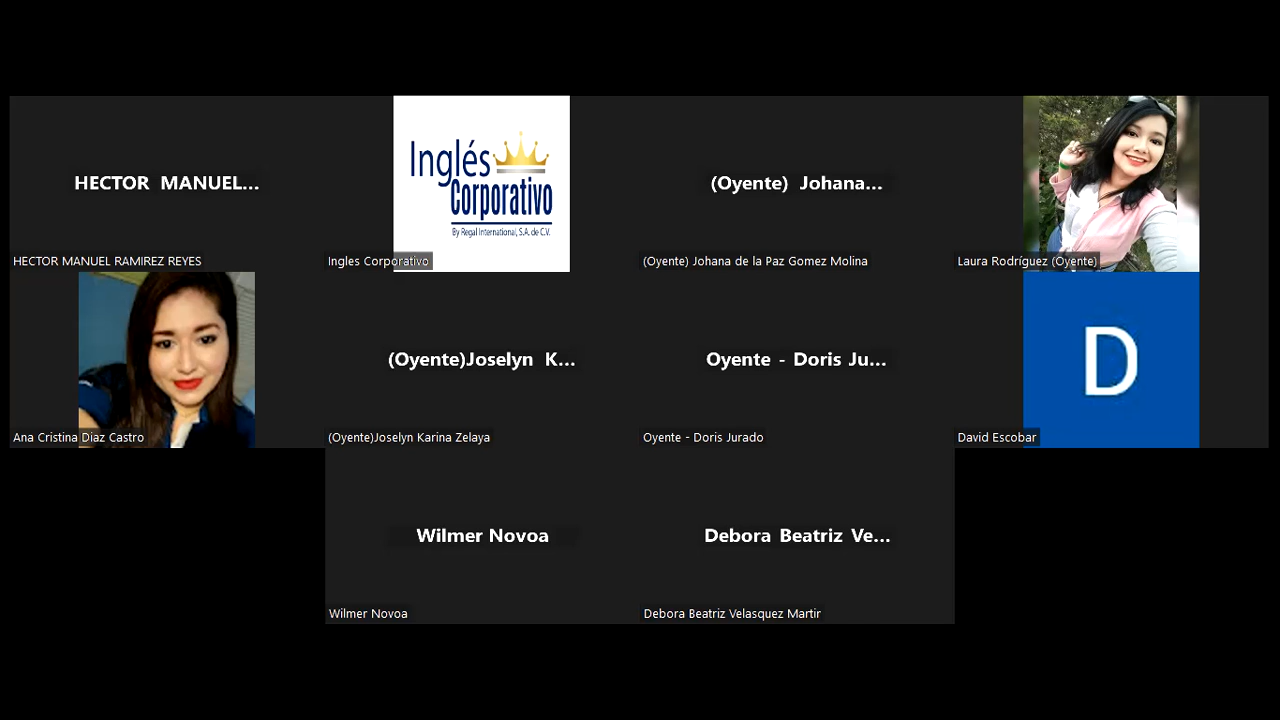 HECTOR MANUEL...
HECTOR MANUEL RAMIREZ REYES
Inglés
Corporativo
By Regal International, S.A. de C.V.
Ingles Corporativo
(Oyente) Johana...
(Oyente) Johana de la Paz Gomez Molina
Laura Rodríguez (Oyente)
Ana Cristina Diaz Castro
(Oyente)Joselyn K...
(Oyente)Joselyn Karina Zelaya
Oyente - Doris Ju...
Oyente - Doris Jurado
D
David Escobar
Wilmer Novoa
Wilmer Novoa
Debora Beatriz Ve...
Debora Beatriz Velasquez Martir